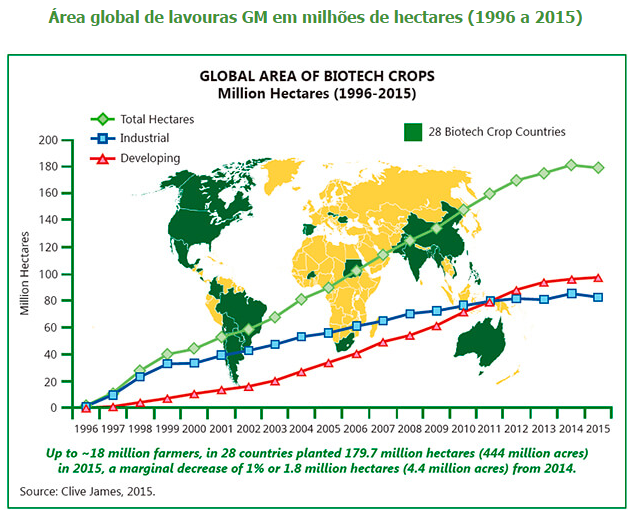 Área global de lavouras GM em milhões de hectares (1996 a 2015)
GLOBAL AREA OF BIOTECH CROPS
Million Hectares (1996-2015)
Total Hectares
Industrial
Developing
28 Biotech Crop Countries
Million Hectares
200
180
160
140
120
100
80
60
40
20
0
1996 1997 1998 1999 2000 2001 2002 2003 2004 2005 2006 2007 2008 2009 2010 2011 2012 2013 2014 2015
Up to ~18 million farmers, in 28 countries planted 179.7 million hectares (444 million acres)
in 2015, a marginal decrease of 1% or 1.8 million hectares (4.4 million acres) from 2014.
Source: Clive James, 2015.